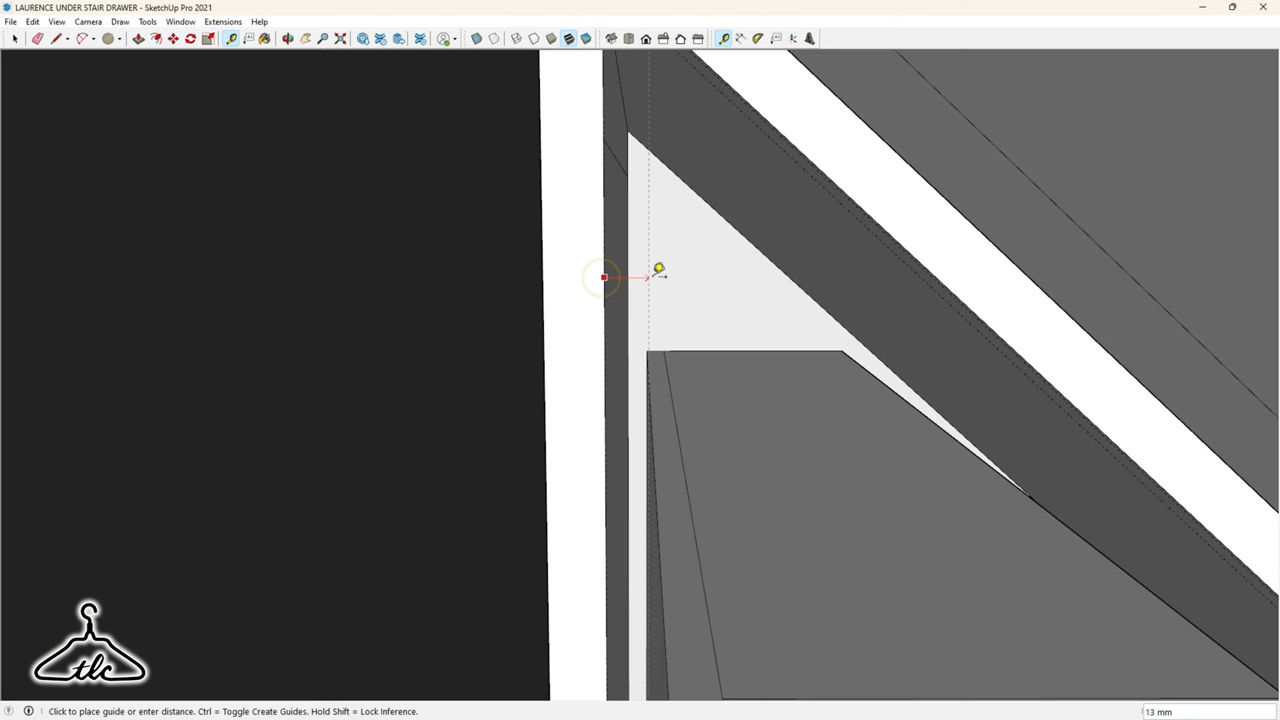 LAURENCE UNDER STAIR DRAWER - SketchUp Pro 2021
File Edit View Camera Draw Tools Window Extensions Help
tlc
Click to place guide or enter distance. Ctrl = Toggle Create Guides. Hold Shift = Lock Inference.
13 mm